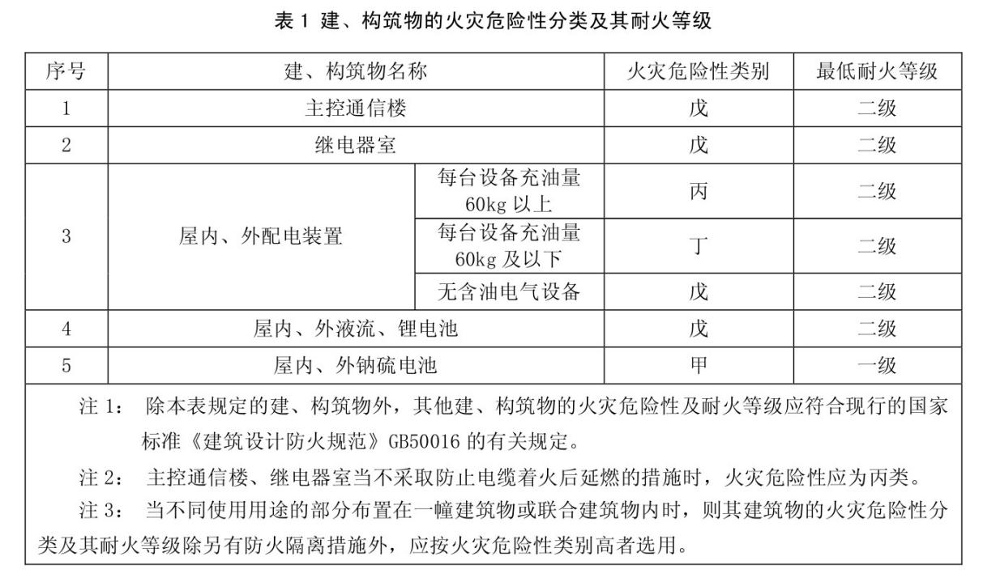 表 1 建、构筑物的火灾危险性分类及其耐火等级
序号 建、构筑物名称 火灾危险性类别 最低耐火等级
1 主控通信楼 戊 二级
2 继电器室 戊 二级
3 屋内、外配电装置 每台设备充油量
60kg 以上 丙 二级
每台设备充油量
60kg 及以下 丁 二级
无含油电气设备 戊 二级
4 屋内、外液流、锂电池 戊 二级
5 屋内、外钠硫电池 甲 一级
注 1： 除本表规定的建、构筑物外，其他建、构筑物的火灾危险性及耐火等级应符合现行的国家
标准《建筑设计防火规范》GB50016 的有关规定。
注 2： 主控通信楼、继电器室当不采取防止电缆着火后延燃的措施时，火灾危险性应为丙类。
注 3： 当不同使用用途的部分布置在一幢建筑物或联合建筑物内时，则其建筑物的火灾危险性分
类及其耐火等级除另有防火隔离措施外，应按火灾危险性类别高者选用。